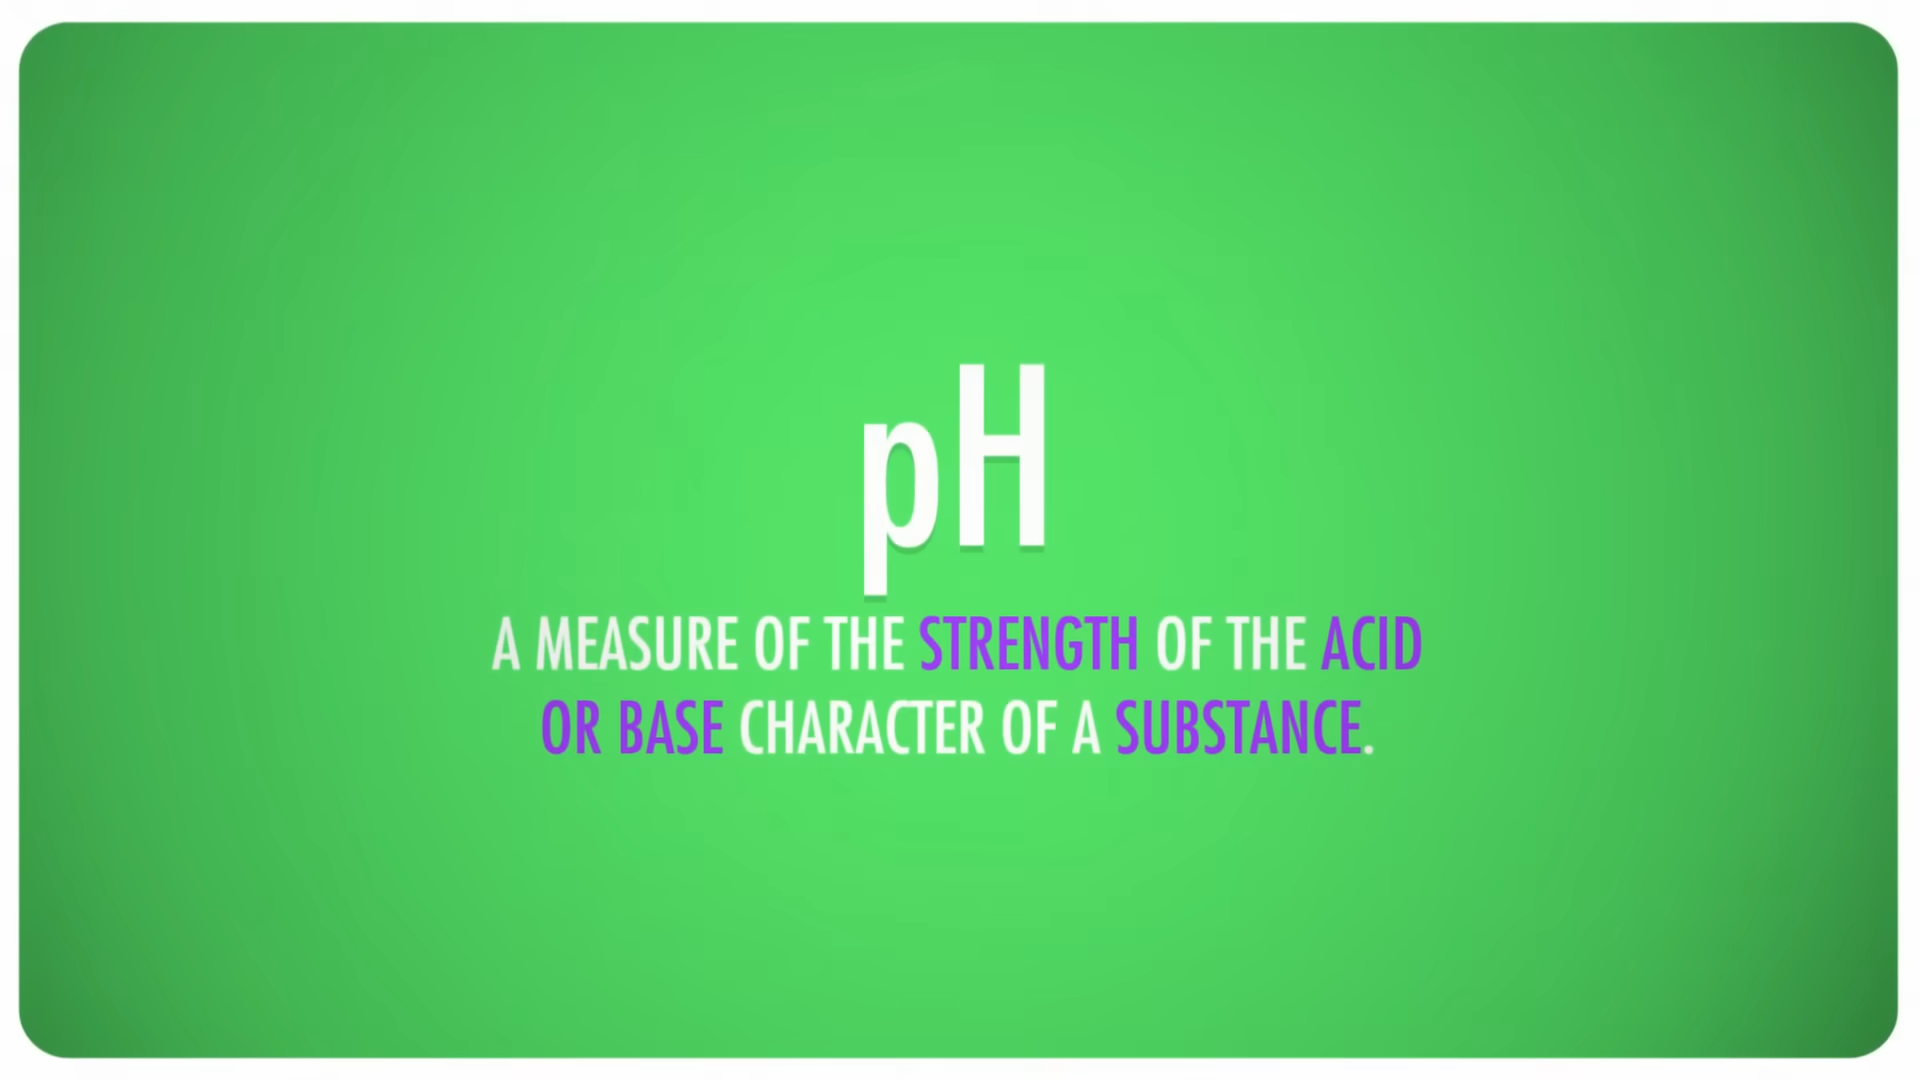 pH
A MEASURE OF THE STRENGTH OF THE ACID
OR BASE CHARACTER OF A SUBSTANCE.